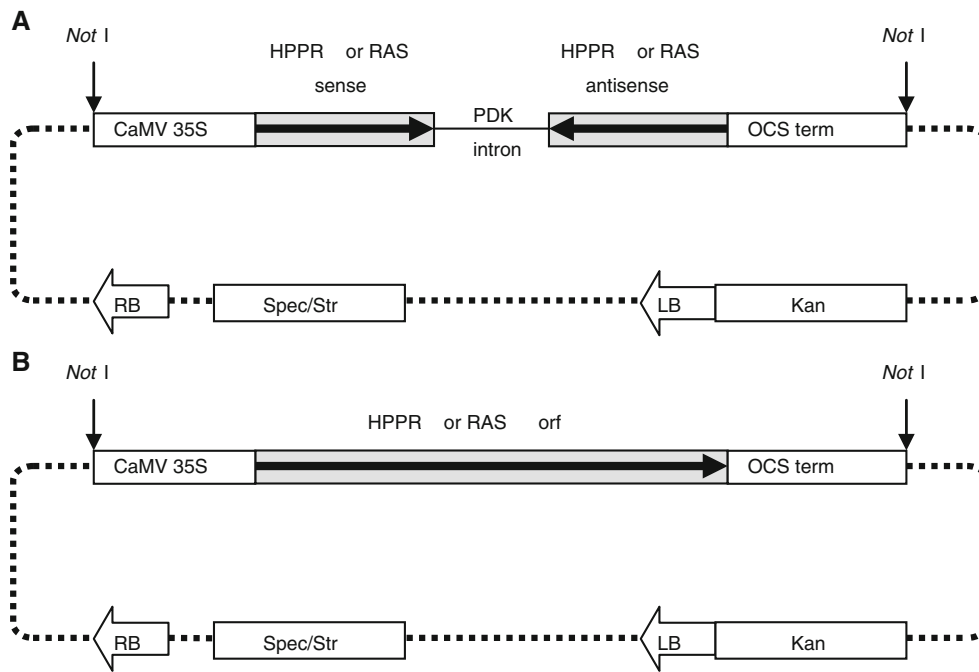 A
Not I
Not I
HPPR or RAS
HPPR or RAS
sense
antisense
CaMV 35S
PDK
OCS term
intron
RB
Spec/Str
LB
Kan
B
Not I
Not I
HPPR or RAS orf
CaMV 35S
OCS term
RB
Spec/Str
LB
Kan